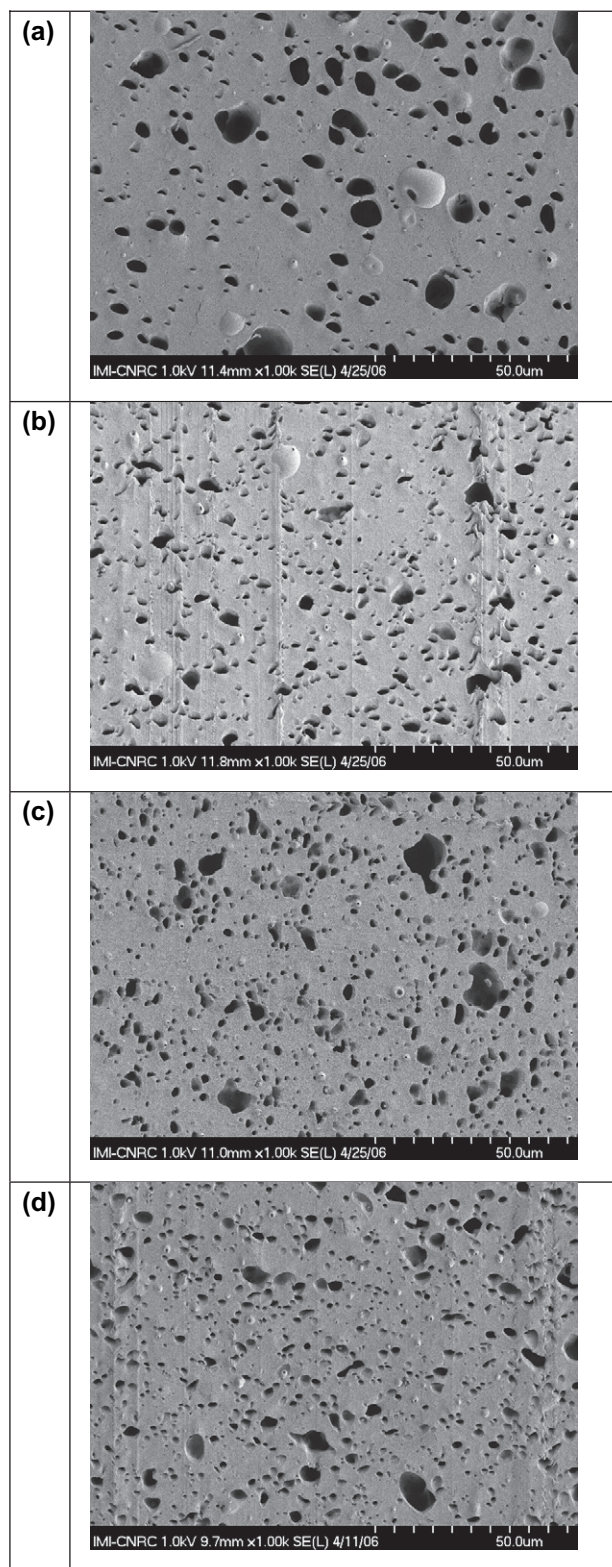 (a)
IMI-CNRC 1.0kV 11.4mm x1.00k SE(L) 4/25/06 50.0um
(b)
IMI-CNRC 1.0kV 11.8mm x1.00k SE(L) 4/25/06 50.0um
(c)
IMI-CNRC 1.0kV 11.0mm x1.00k SE(L) 4/25/06 50.0um
(d)
IMI-CNRC 1.0kV 9.7mm x1.00k SE(L) 4/11/06 50.0um